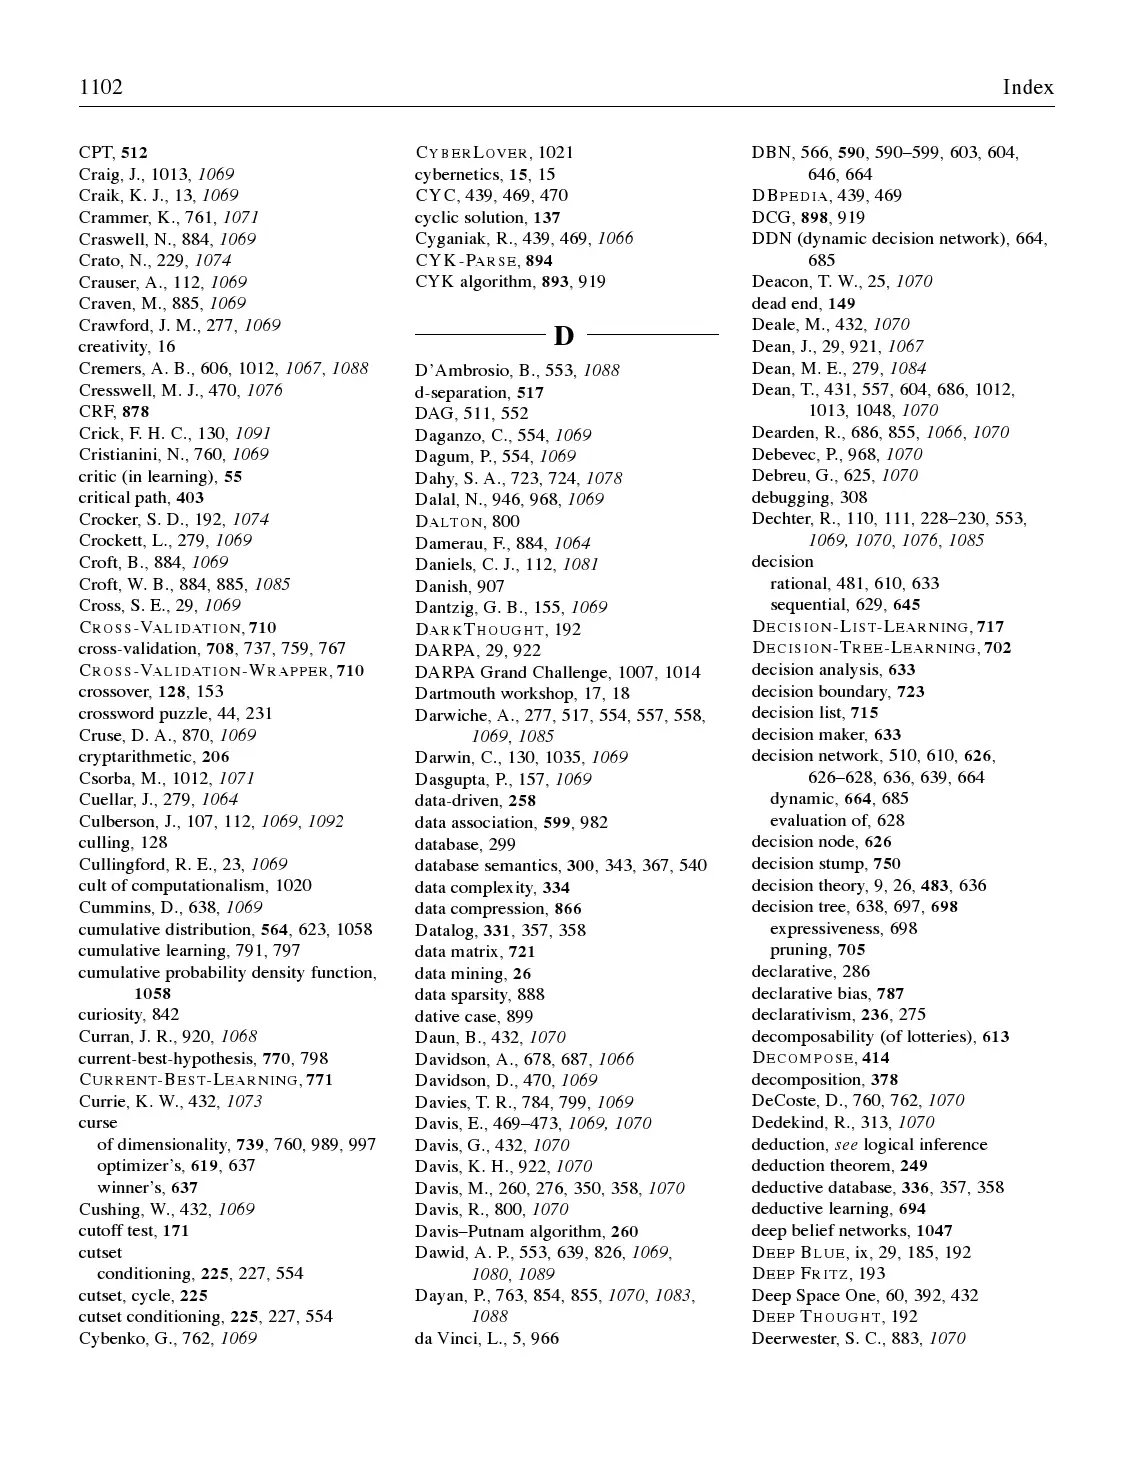 1102
Index
CPT, 512
Craig, J., 1013, 1069
Craik, K. J., 13, 1069
Crammer, K., 761, 1071
Craswell, N., 884, 1069
Crato, N., 229, 1074
Crauser, A., 112, 1069
Craven, M., 885, 1069
Crawford, J. M., 277, 1069
creativity, 16
Cremers, A. B., 606, 1012, 1067, 1088
Cresswell, M. J., 470, 1076
CRF, 878
Crick, F. H. C., 130, 1091
Cristianini, N., 760, 1069
critic (in learning), 55
critical path, 403
Crocker, S. D., 192, 1074
Crockett, L., 279, 1069
Croft, B., 884, 1069
Croft, W. B., 884, 885, 1085
Cross, S. E., 29, 1069
CROSS-VALIDATION, 710
cross-validation, 708, 737, 759, 767
CROSS-VALIDATION-WRAPPER, 710
crossover, 128, 153
crossword puzzle, 44, 231
Cruse, D. A., 870, 1069
cryptarithmetic, 206
Csorba, M., 1012, 1071
Cuellar, J., 279, 1064
Culberson, J., 107, 112, 1069, 1092
culling, 128
Cullingford, R. E., 23, 1069
cult of computationalism, 1020
Cummins, D., 638, 1069
cumulative distribution, 564, 623, 1058
cumulative learning, 791, 797
cumulative probability density function,
1058
curiosity, 842
Curran, J. R., 920, 1068
current-best-hypothesis, 770, 798
CURRENT-BEST-LEARNING, 771
Currie, K. W., 432, 1073
curse
of dimensionality, 739, 760, 989, 997
optimizer's, 619, 637
winner's, 637
Cushing, W., 432, 1069
cutoff test, 171
cutset
conditioning, 225, 227, 554
cutset, cycle, 225
cutset conditioning, 225, 227, 554
Cybenko, G., 762, 1069
CYBERLOVER, 1021
cybernetics, 15, 15
CYC, 439, 469, 470
cyclic solution, 137
Cyganiak, R., 439, 469, 1066
CYK-PARSE, 894
CYK algorithm, 893, 919
D
D'Ambrosio, B., 553, 1088
d-separation, 517
DAG, 511, 552
Daganzo, C., 554, 1069
Dagum, P., 554, 1069
Dahy, S. A., 723, 724, 1078
Dalal, N., 946, 968, 1069
DALTON, 800
Damerau, F., 884, 1064
Daniels, C. J., 112, 1081
Danish, 907
Dantzig, G. B., 155, 1069
DARKTHOUGHT, 192
DARPA, 29, 922
DARPA Grand Challenge, 1007, 1014
Dartmouth workshop, 17, 18
Darwiche, A., 277, 517, 554, 557, 558,
1069, 1085
Darwin, C., 130, 1035, 1069
Dasgupta, P., 157, 1069
data-driven, 258
data association, 599, 982
database, 299
database semantics, 300, 343, 367, 540
data complexity, 334
data compression, 866
Datalog, 331, 357, 358
data matrix, 721
data mining, 26
data sparsity, 888
dative case, 899
Daun, B., 432, 1070
Davidson, A., 678, 687, 1066
Davidson, D., 470, 1069
Davies, T. R., 784, 799, 1069
Davis, E., 469–473, 1069, 1070
Davis, G., 432, 1070
Davis, K. H., 922, 1070
Davis, M., 260, 276, 350, 358, 1070
Davis, R., 800, 1070
Davis–Putnam algorithm, 260
Dawid, A. P., 553, 639, 826, 1069,
1080, 1089
Dayan, P., 763, 854, 855, 1070, 1083,
1088
da Vinci, L., 5, 966
DBN, 566, 590, 590–599, 603, 604,
646, 664
DBPEDIA, 439, 469
DCG, 898, 919
DDN (dynamic decision network), 664,
685
Deacon, T. W., 25, 1070
dead end, 149
Deale, M., 432, 1070
Dean, J., 29, 921, 1067
Dean, M. E., 279, 1084
Dean, T., 431, 557, 604, 686, 1012,
1013, 1048, 1070
Dearden, R., 686, 855, 1066, 1070
Debevec, P., 968, 1070
Debreu, G., 625, 1070
debugging, 308
Dechter, R., 110, 111, 228–230, 553,
1069, 1070, 1076, 1085
decision
rational, 481, 610, 633
sequential, 629, 645
DECISION-LIST-LEARNING, 717
DECISION-TREE-LEARNING, 702
decision analysis, 633
decision boundary, 723
decision list, 715
decision maker, 633
decision network, 510, 610, 626,
626–628, 636, 639, 664
dynamic, 664, 685
evaluation of, 628
decision node, 626
decision stump, 750
decision theory, 9, 26, 483, 636
decision tree, 638, 697, 698
expressiveness, 698
pruning, 705
declarative, 286
declarative bias, 787
declarativism, 236, 275
decomposability (of lotteries), 613
DECOMPOSE, 414
decomposition, 378
DeCoste, D., 760, 762, 1070
Dedekind, R., 313, 1070
deduction, see logical inference
deduction theorem, 249
deductive database, 336, 357, 358
deductive learning, 694
deep belief networks, 1047
DEEP BLUE, ix, 29, 185, 192
DEEP FRITZ, 193
Deep Space One, 60, 392, 432
DEEP THOUGHT, 192
Deerwester, S. C., 883, 1070